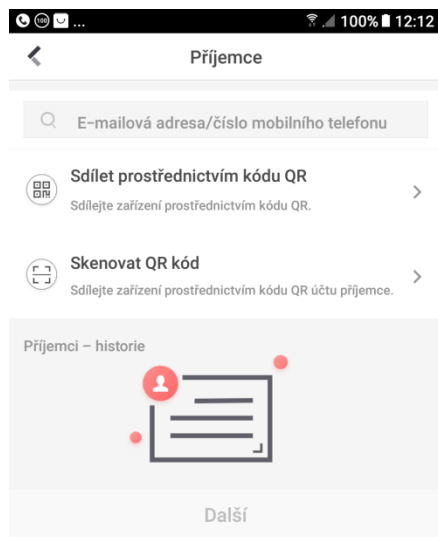 ... 100% 12:12
Příjemce
E-mailová adresa/číslo mobilního telefonu
Sdílet prostřednictvím kódu QR
Sdílejte zařízení prostřednictvím kódu QR.
Skenovat QR kód
Sdílejte zařízení prostřednictvím kódu QR účtu příjemce.
Příjemci – historie
Další